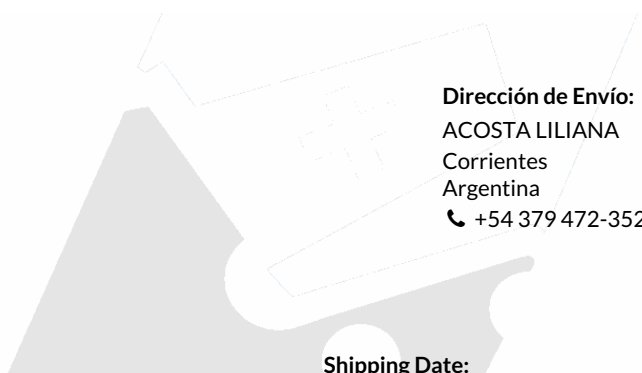 Dirección de Envío:
ACOSTA LILIANA
Corrientes
Argentina
+54 379 472-352
Shipping Date: